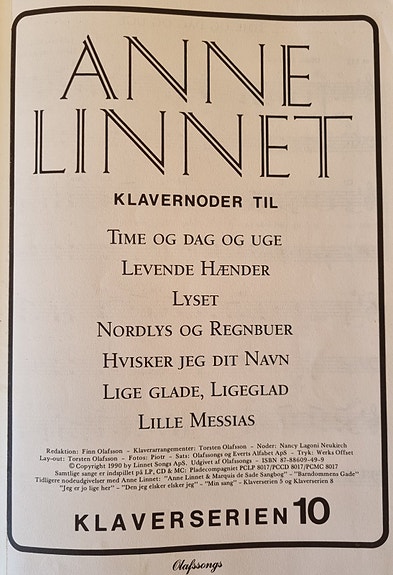 ANNE
LINNET
KLAVERNODER TIL
TIME OG DAG OG UGE
LEVENDE HÆNDER
LYSET
NORDLYS OG REGNBUER
HVISKER JEG DIT NAVN
LIGE GLADE, LIGEGLAD
LILLE MESSIAS
Redaktion: Finn Olafsson – Klaverarrangementer: Torsten Olafsson – Noder: Nancy Lagoni Neukirch
Lay-out: Torsten Olafsson – Fotos: Piotr – Sats: Olafssongs og Everts Alfabet ApS – Tryk: Werks Offset
© Copyright 1990 by Linnet Songs ApS. Udgivet af Olafssongs – ISBN 87-88609-49-9
Samtlige sange er indspillet på LP, CD & MC: Pladecompagniet PCLP 8017/PCCD 8017/PCMC 8017
Tidligere nodeudgivelser med Anne Linnet: "Anne Linnet & Marquis de Sade Sangbog" – "Barndommens Gade"
"Jeg er jo lige her" – "Den jeg elsker elsker jeg" – "Min sang" – Klaverserien 5 og Klaverserien 8
KLAVERSERIEN 10
Olafssongs